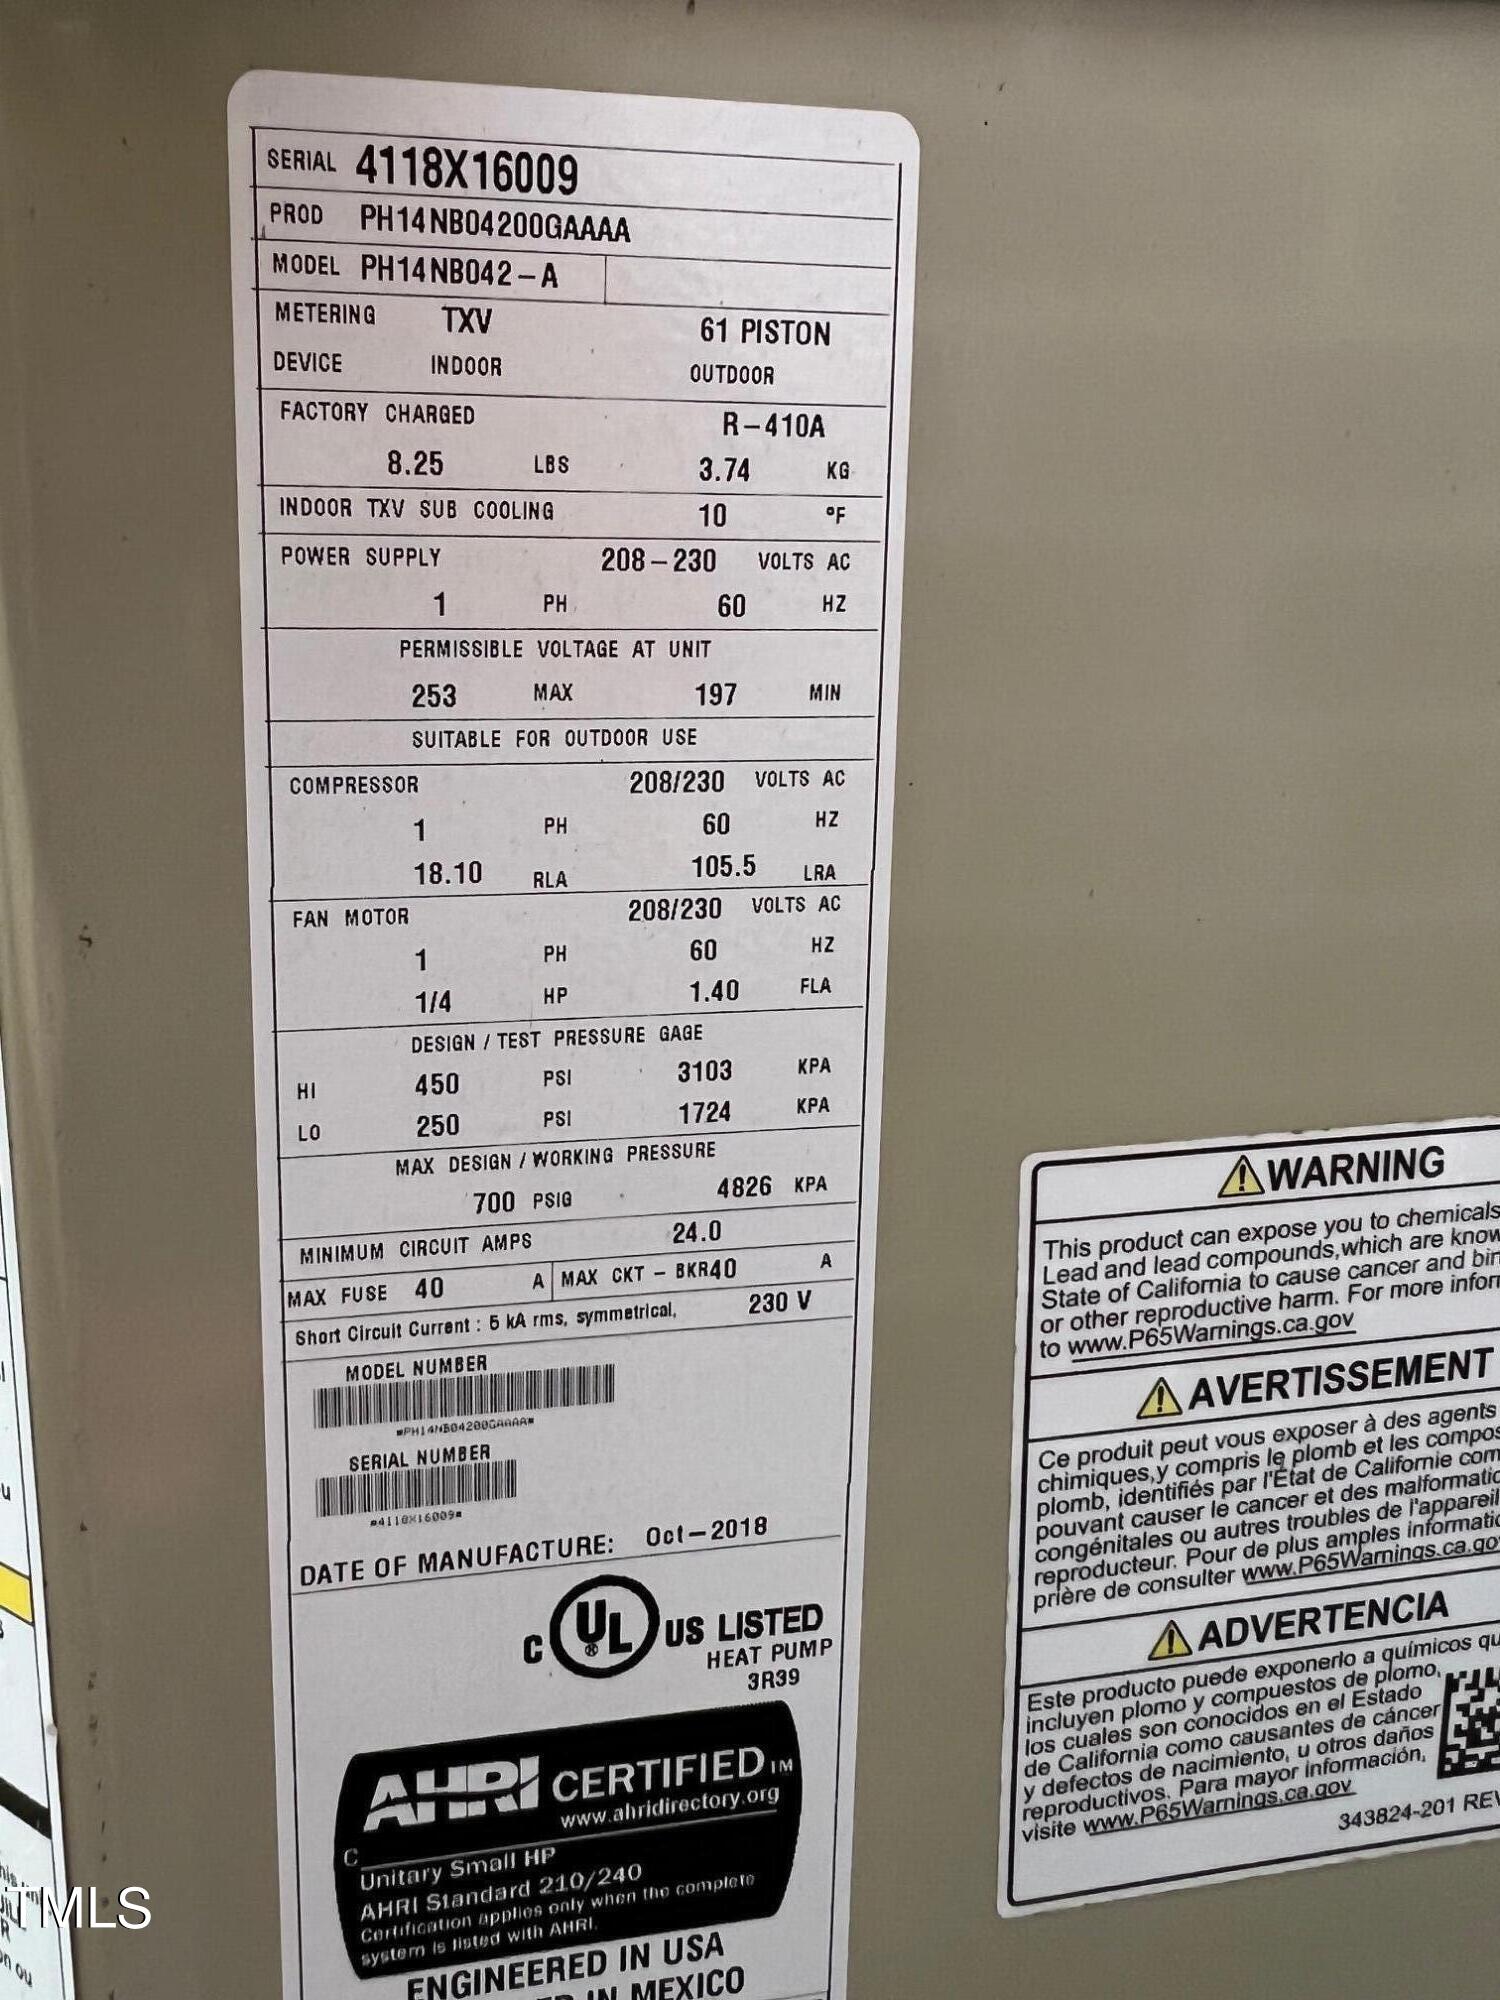 SERIAL 4118X16009
PROD PH14NB04200GAAAA
MODEL PH14NB042-A
METERING TXV 61 PISTON
DEVICE INDOOR OUTDOOR
FACTORY CHARGED R-410A
8.25 LBS 3.74 KG
INDOOR TXV SUB COOLING 10 °F
POWER SUPPLY 208-230 VOLTS AC
1 PH 60 HZ
PERMISSIBLE VOLTAGE AT UNIT
253 MAX 197 MIN
SUITABLE FOR OUTDOOR USE
COMPRESSOR 208/230 VOLTS AC
1 PH 60 HZ
18.10 RLA 105.5 LRA
FAN MOTOR 208/230 VOLTS AC
1 PH 60 HZ
1/4 HP 1.40 FLA
DESIGN / TEST PRESSURE GAGE
HI 450 PSI 3103 KPA
LO 250 PSI 1724 KPA
MAX DESIGN / WORKING PRESSURE
700 PSIG 4826 KPA
MINIMUM CIRCUIT AMPS 24.0
MAX FUSE 40 A MAX CKT - BKR40 A
Short Circuit Current : 5 kA rms, symmetrical, 230 V
MODEL NUMBER
*PH14NB04200GAAAA*
SERIAL NUMBER
*4118X16009*
DATE OF MANUFACTURE: Oct-2018
C UL ® US LISTED
HEAT PUMP
3R39
AHRI CERTIFIED TM
www.ahridirectory.org
C
Unitary Small HP
AHRI Standard 210/240
Certification applies only when the complete
system is listed with AHRI.
ENGINEERED IN USA
IN MEXICO
WARNING
This product can expose you to chemicals
Lead and lead compounds, which are
State of California to cause cancer and
or other reproductive harm. For more
to www.P65Warnings.ca.gov
AVERTISSEMENT
Ce produit peut vous exposer à des agents
chimiques,y compris le plomb et les
plomb, identifiés par l'État de Californie
pouvant causer le cancer et des
congénitales ou autres troubles de l'appareil
reproducteur. Pour de plus amples
prière de consulter www.P65Warnings.ca.go
ADVERTENCIA
Este producto puede exponerlo a químicos
incluyen plomo y compuestos de plomo,
los cuales son conocidos en el Estado
de California como causantes de cáncer
y defectos de nacimiento, u otros daños
reproductivos. Para mayor información,
visite www.P65Warnings.ca.gov
343824-201 REV
TMLS